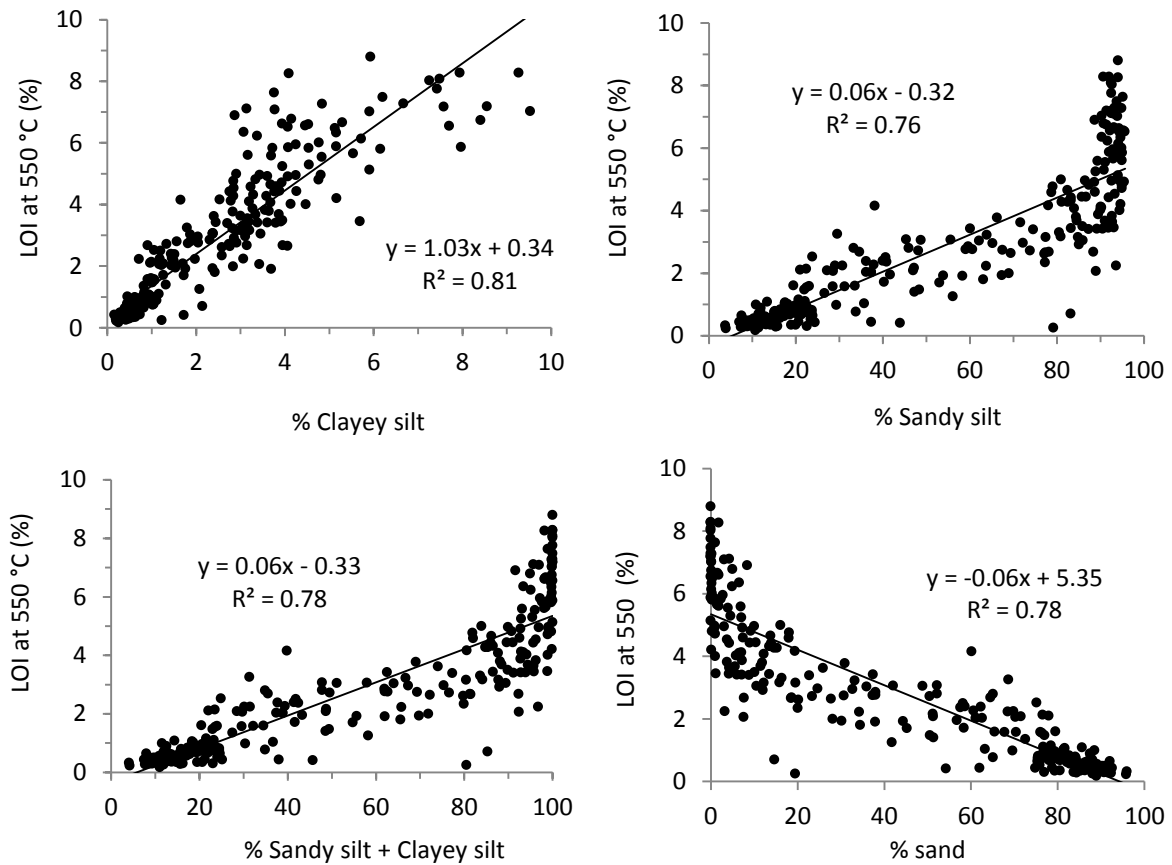 10
8
6
4
2
0
LOI at 550 °C (%)
y = 1.03x + 0.34
R² = 0.81
0 2 4 6 8 10
% Clayey silt
10
8
6
4
2
0
LOI at 550 °C (%)
y = 0.06x - 0.32
R² = 0.76
0 20 40 60 80 100
% Sandy silt
10
8
6
4
2
0
LOI at 550 °C (%)
y = 0.06x - 0.33
R² = 0.78
0 20 40 60 80 100
% Sandy silt + Clayey silt
10
8
6
4
2
0
LOI at 550 (%)
y = -0.06x + 5.35
R² = 0.78
0 20 40 60 80 100
% sand